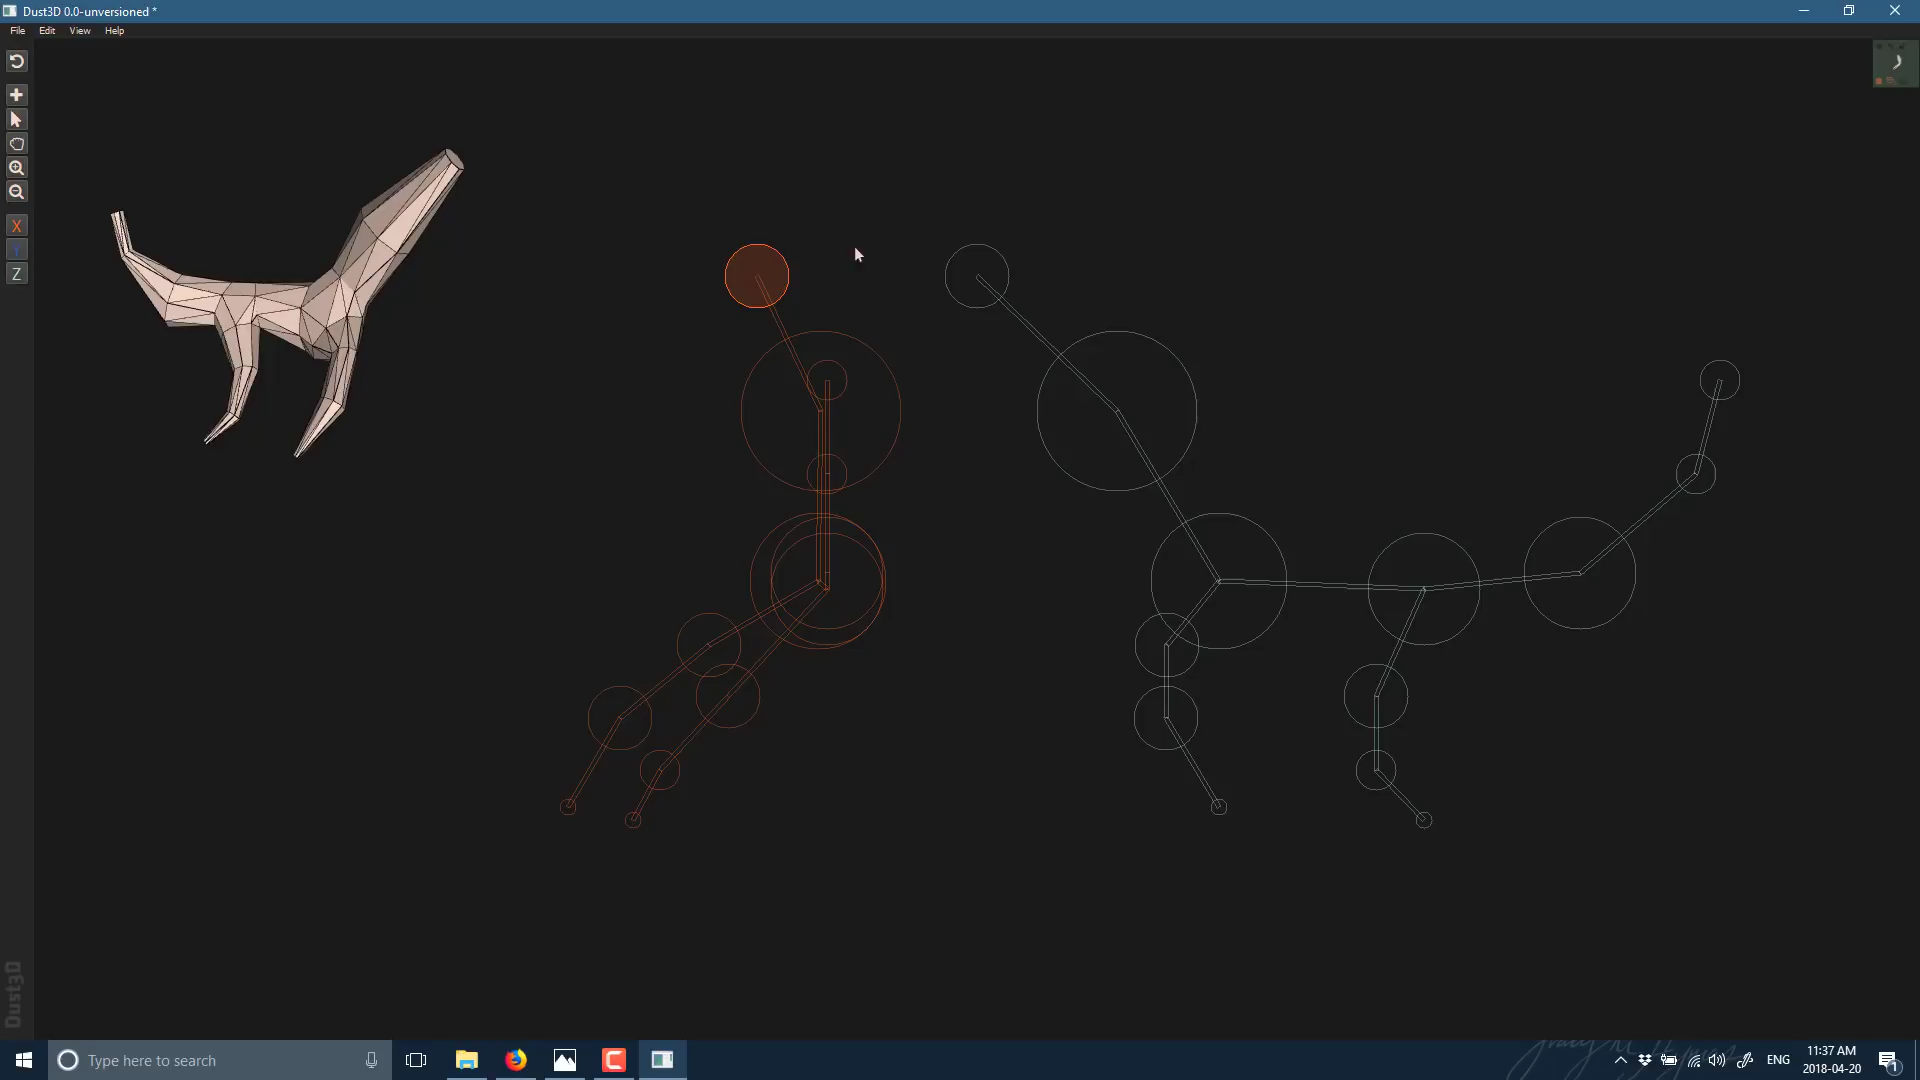 Dust3D 0.0-unversioned *
File Edit View Help
X
Y
Z
Dust3D
Type here to search
ENG
11:37 AM
2018-04-20
1